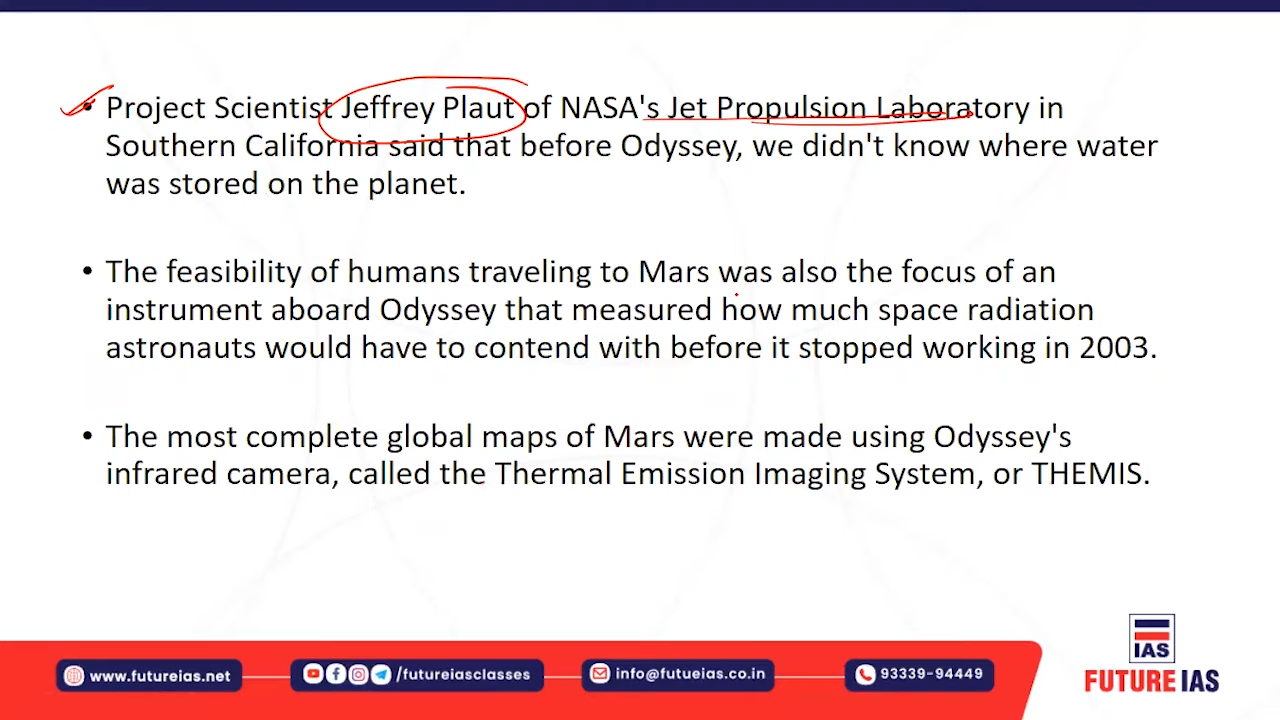 • Project Scientist Jeffrey Plaut of NASA's Jet Propulsion Laboratory in
Southern California said that before Odyssey, we didn't know where water
was stored on the planet.
• The feasibility of humans traveling to Mars was also the focus of an
instrument aboard Odyssey that measured how much space radiation
astronauts would have to contend with before it stopped working in 2003.
• The most complete global maps of Mars were made using Odyssey's
infrared camera, called the Thermal Emission Imaging System, or THEMIS.
IAS
FUTURE IAS
www.futureias.net
/futureiasclasses
info@futueias.co.in
93339-94449